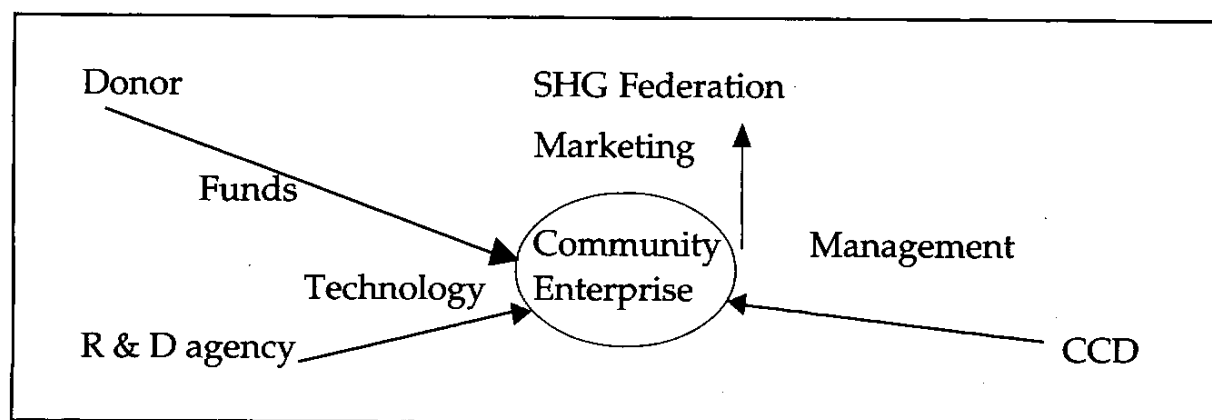 Donor
SHG Federation
Marketing
Funds
Community
Enterprise
Management
Technology
R & D agency
CCD